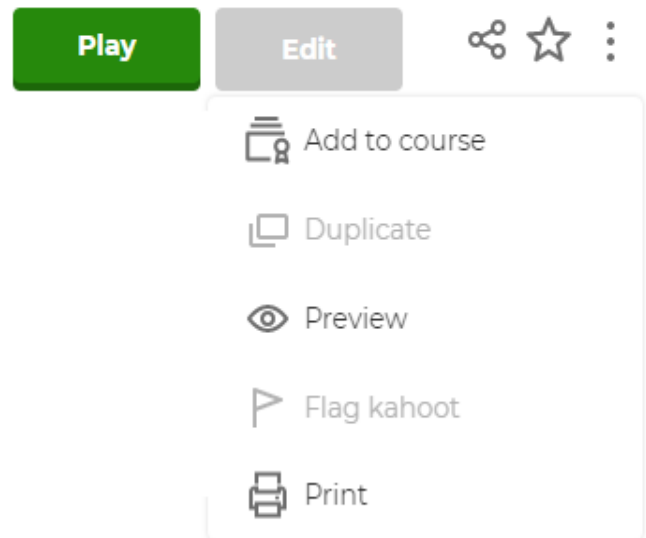 Play
Edit
Add to course
Duplicate
Preview
Flag kahoot
Print